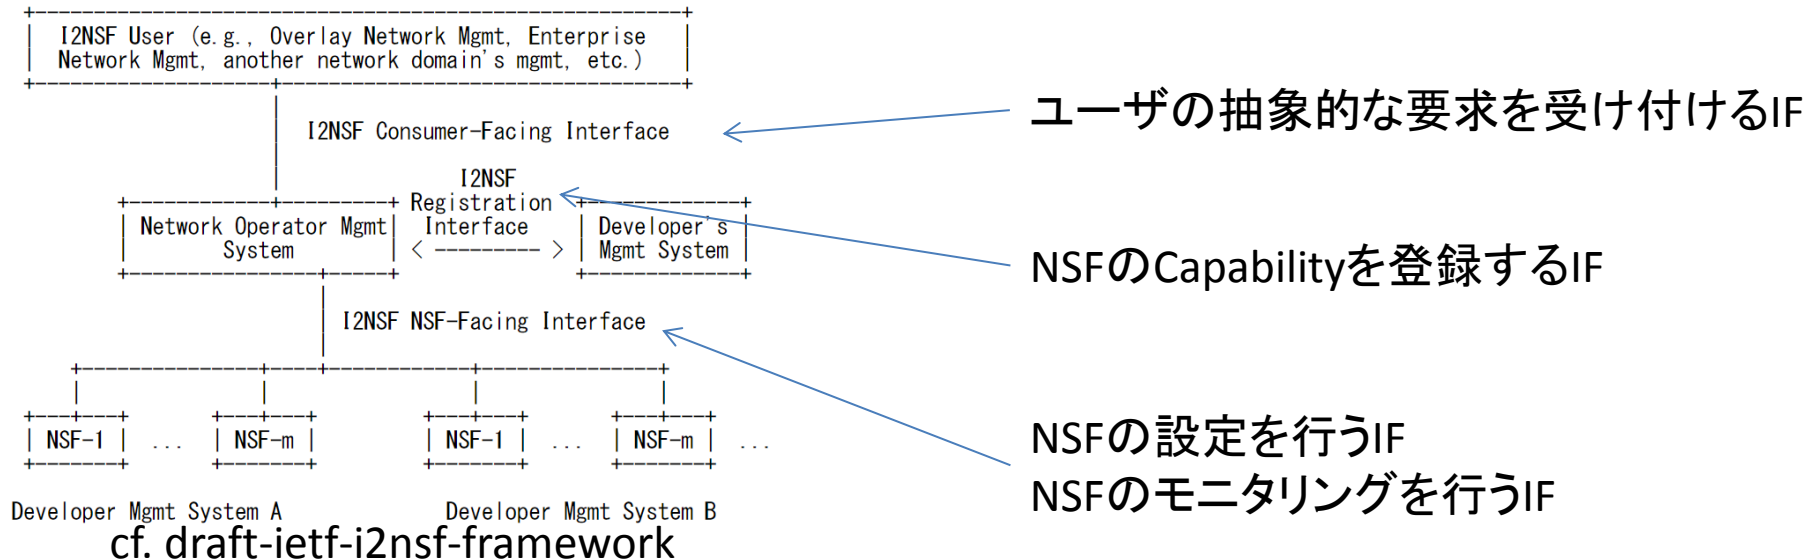 I2NSF User (e.g., Overlay Network Mgmt, Enterprise
Network Mgmt, another network domain's mgmt, etc.)
I2NSF Consumer-Facing Interface
ユーザの抽象的な要求を受け付けるIF
I2NSF
Registration
Network Operator Mgmt
Interface
Developer's
System
< --------- >
Mgmt System
NSFのCapabilityを登録するIF
I2NSF NSF-Facing Interface
NSF-1 ... NSF-m NSF-1 ... NSF-m ...
NSFの設定を行うIF
NSFのモニタリングを行うIF
Developer Mgmt System A
Developer Mgmt System B
cf. draft-ietf-i2nsf-framework